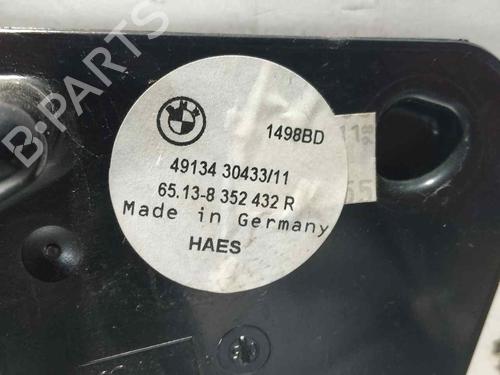 B-PARTS
1498BD
49134 30433/11
65.13-8 352 432 R
Made in Germany
HAES